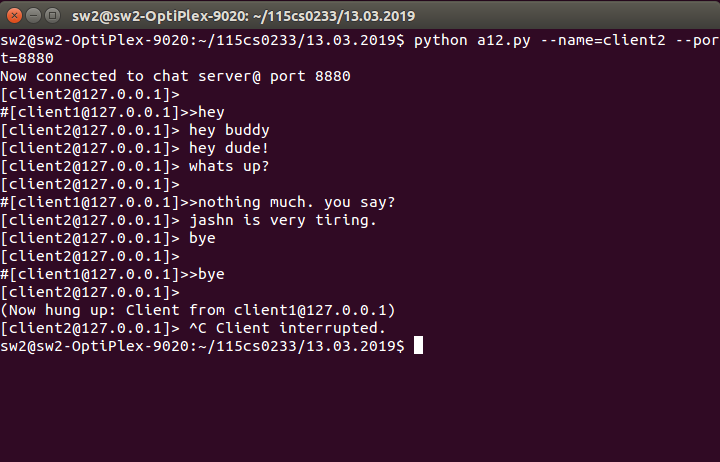 sw2@sw2-OptiPlex-9020: ~/115cs0233/13.03.2019
sw2@sw2-OptiPlex-9020:~/115cs0233/13.03.2019$ python a12.py --name=client2 --por
t=8880
Now connected to chat server@ port 8880
[client2@127.0.0.1]>
#[client1@127.0.0.1]>>hey
[client2@127.0.0.1]> hey buddy
[client2@127.0.0.1]> hey dude!
[client2@127.0.0.1]> whats up?
[client2@127.0.0.1]>
#[client1@127.0.0.1]>>nothing much. you say?
[client2@127.0.0.1]> jashn is very tiring.
[client2@127.0.0.1]> bye
[client2@127.0.0.1]>
#[client1@127.0.0.1]>>bye
[client2@127.0.0.1]>
(Now hung up: Client from client1@127.0.0.1)
[client2@127.0.0.1]> ^C Client interrupted.
sw2@sw2-OptiPlex-9020:~/115cs0233/13.03.2019$